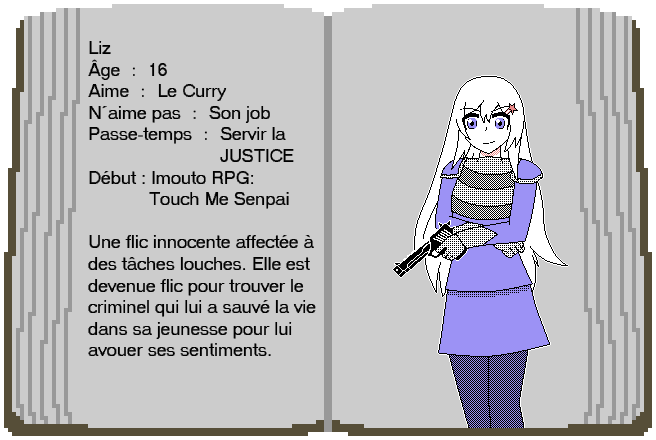 Liz
Âge : 16
Aime : Le Curry
N´aime pas : Son job
Passe-temps : Servir la
JUSTICE
Début : Imouto RPG:
Touch Me Senpai
Une flic innocente affectée à
des tâches louches. Elle est
devenue flic pour trouver le
criminel qui lui a sauvé la vie
dans sa jeunesse pour lui
avouer ses sentiments.